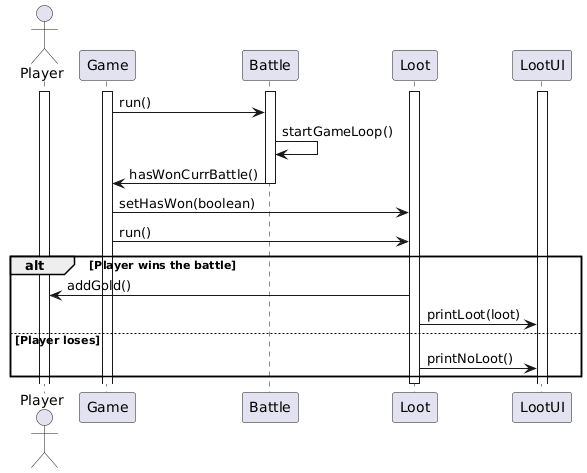 Player
Game
Battle
Loot
LootUI
run()
startGameLoop()
hasWonCurrBattle()
setHasWon(boolean)
run()
alt [Player wins the battle]
addGold()
printLoot(loot)
[Player loses]
printNoLoot()
Player
Game
Battle
Loot
LootUI